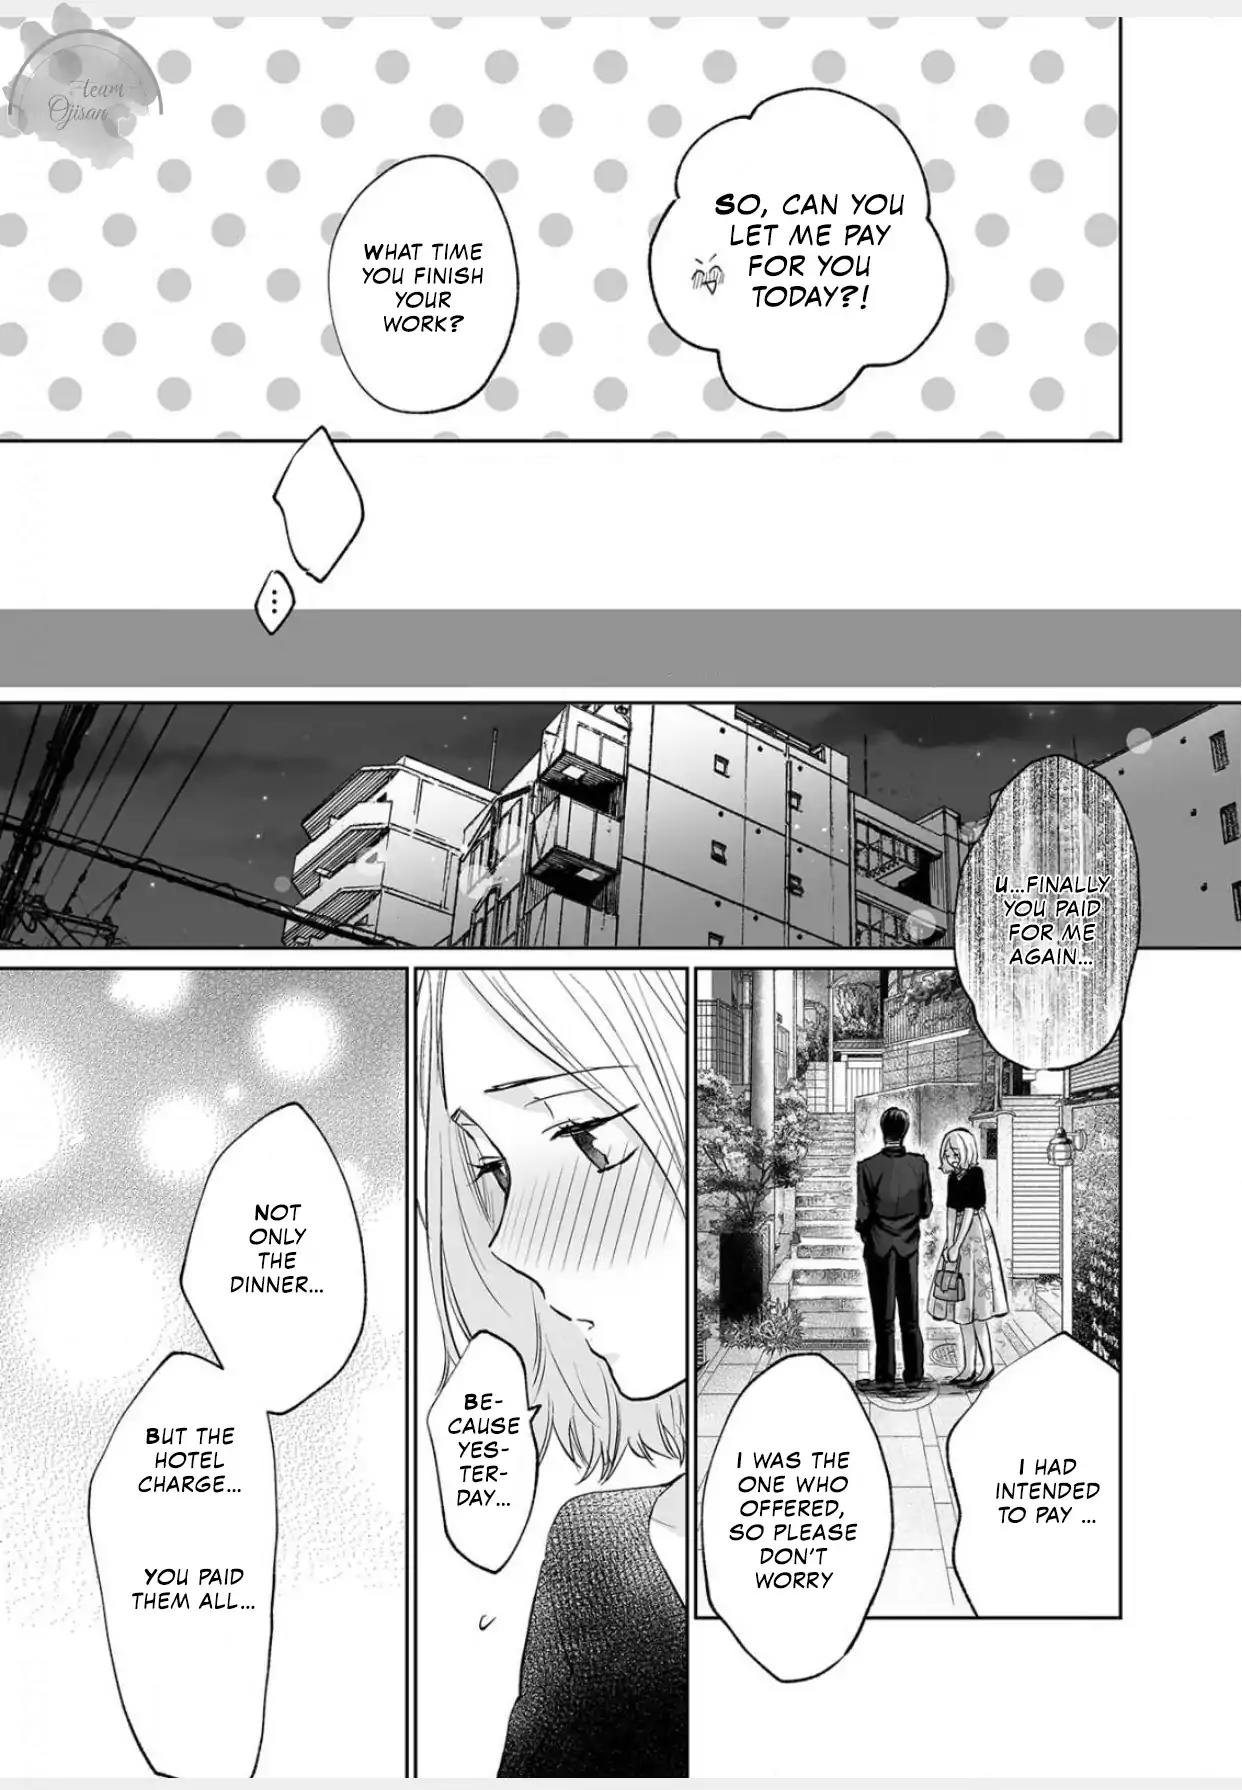 team
Ojisan
SO, CAN YOU
LET ME PAY
FOR YOU
TODAY?!
WHAT TIME
YOU FINISH
YOUR
WORK?
...
U...FINALLY
YOU PAID
FOR ME
AGAIN...
I HAD
INTENDED
TO PAY ...
I WAS THE
ONE WHO
OFFERED,
SO PLEASE
DON'T
WORRY
BE-
CAUSE
YES-
TER-
DAY...
NOT
ONLY
THE
DINNER...
BUT THE
HOTEL
CHARGE...
YOU PAID
THEM ALL...